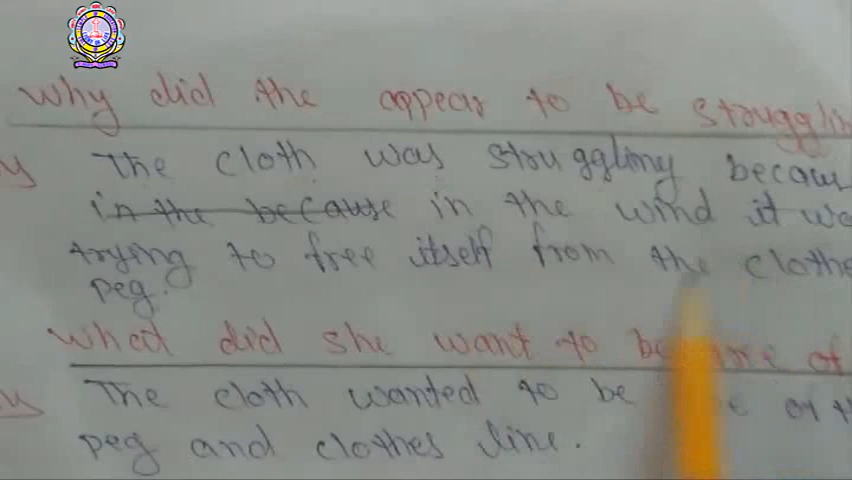 Why did the appear to be
The cloth was struggling
in the because in the wind it
trying to free itself from the
peg.
What did she want to of
The cloth wanted to be
peg and clothes line.